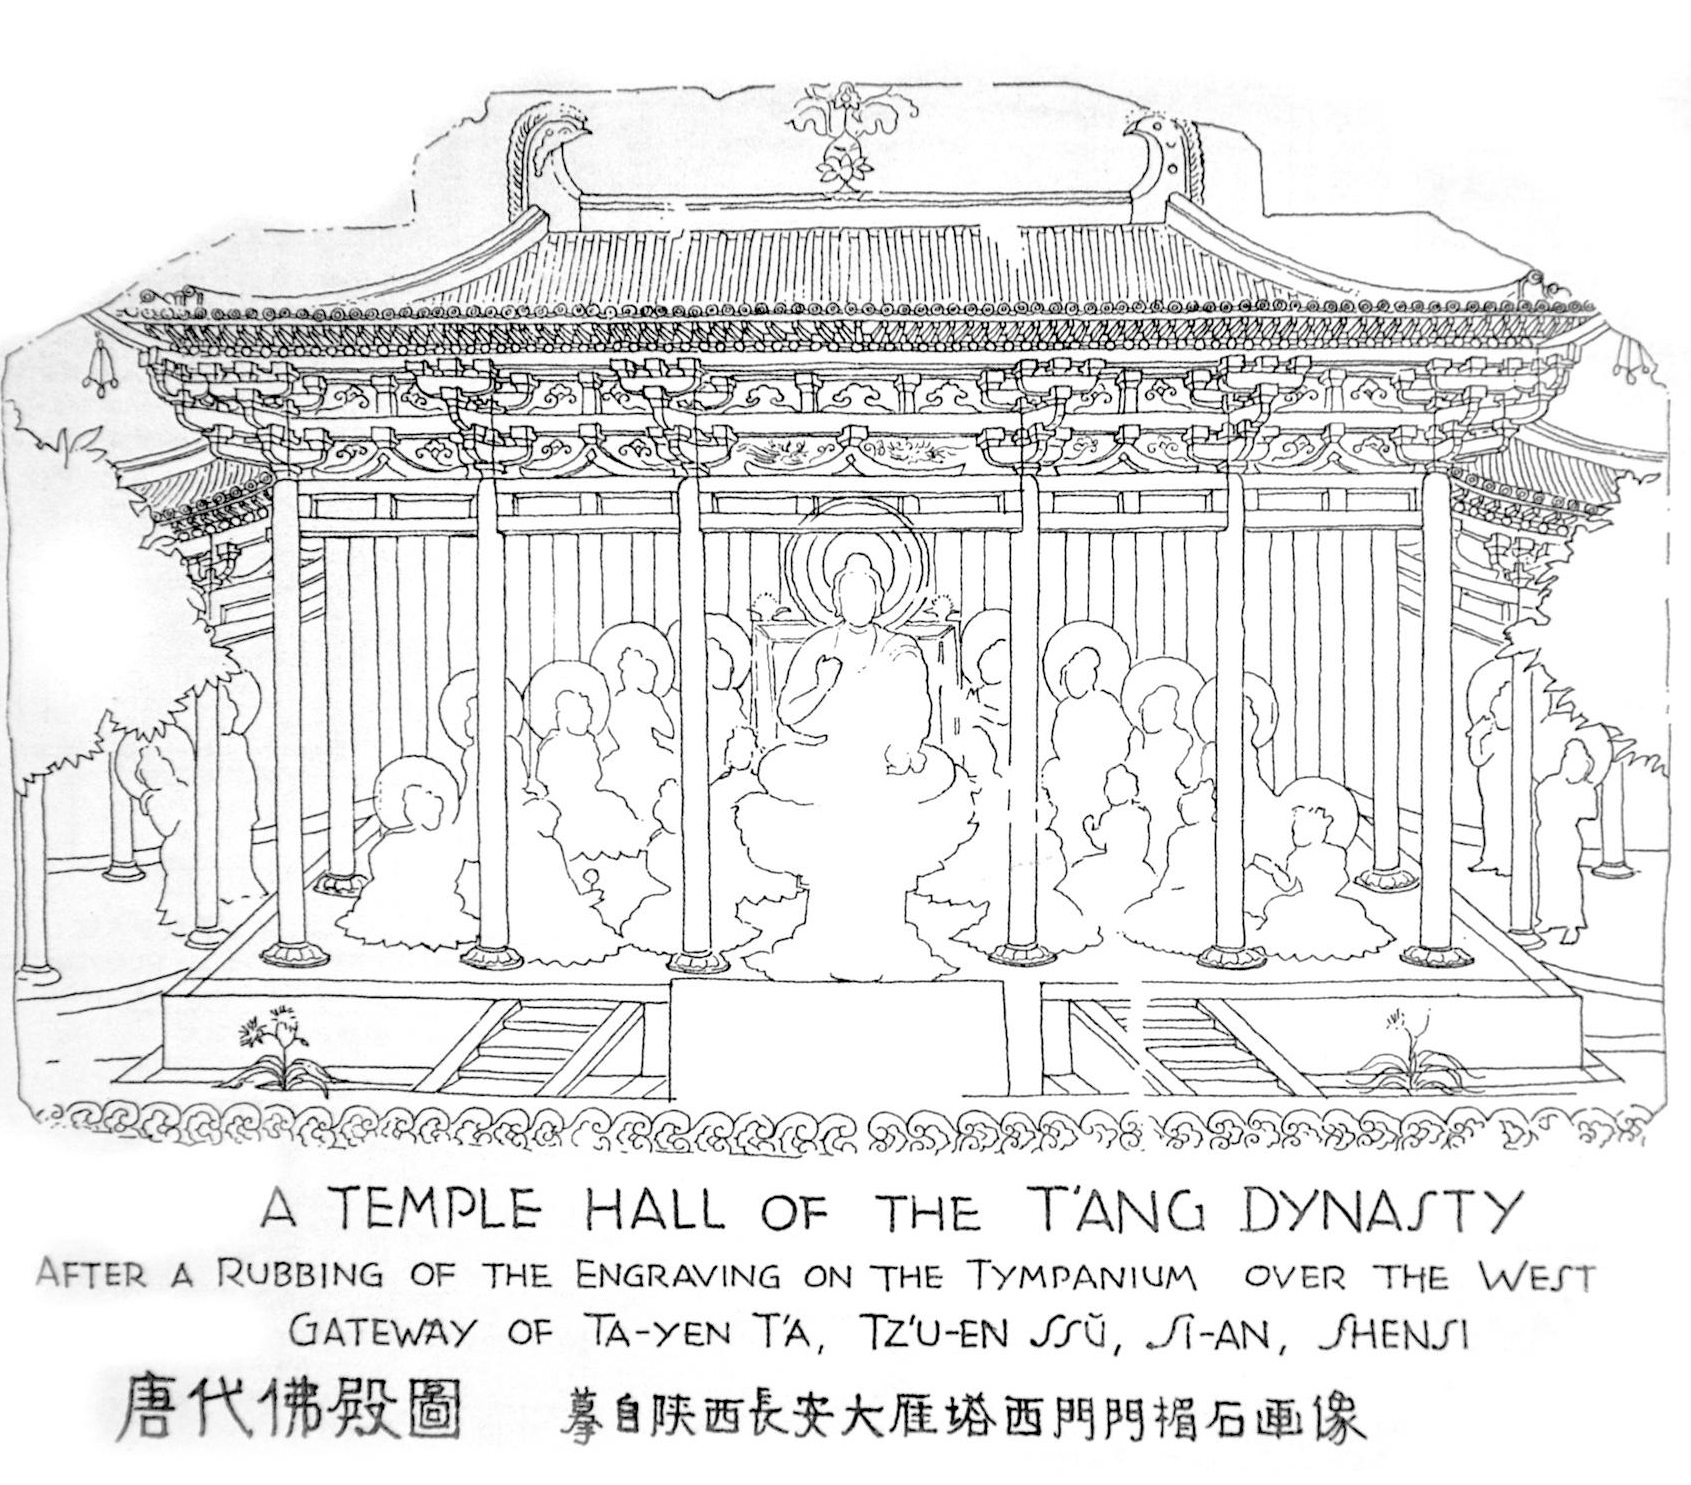 A TEMPLE HALL OF THE T'ANG DYNASTY
AFTER A RUBBING OF THE ENGRAVING ON THE TYMPANIUM OVER THE WEST
GATEWAY OF TA-YEN T'A, TZ'U-EN SSŬ, SI-AN, SHENSI
唐代佛殿圖 摹自陕西長安大雁塔西門門楣石画像